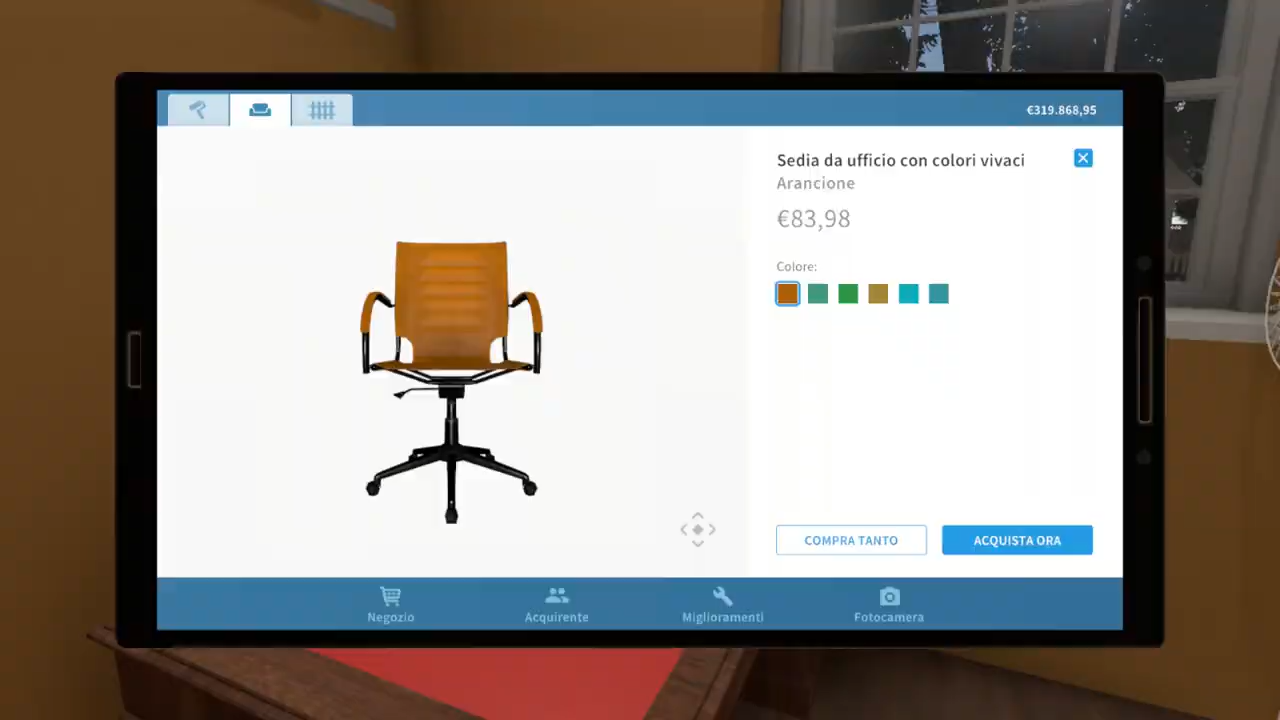 €319.868,95
Sedia da ufficio con colori vivaci
Arancione
€83,98
Colore:
COMPRA TANTO
ACQUISTA ORA
Negozio
Acquirente
Miglioramenti
Fotocamera